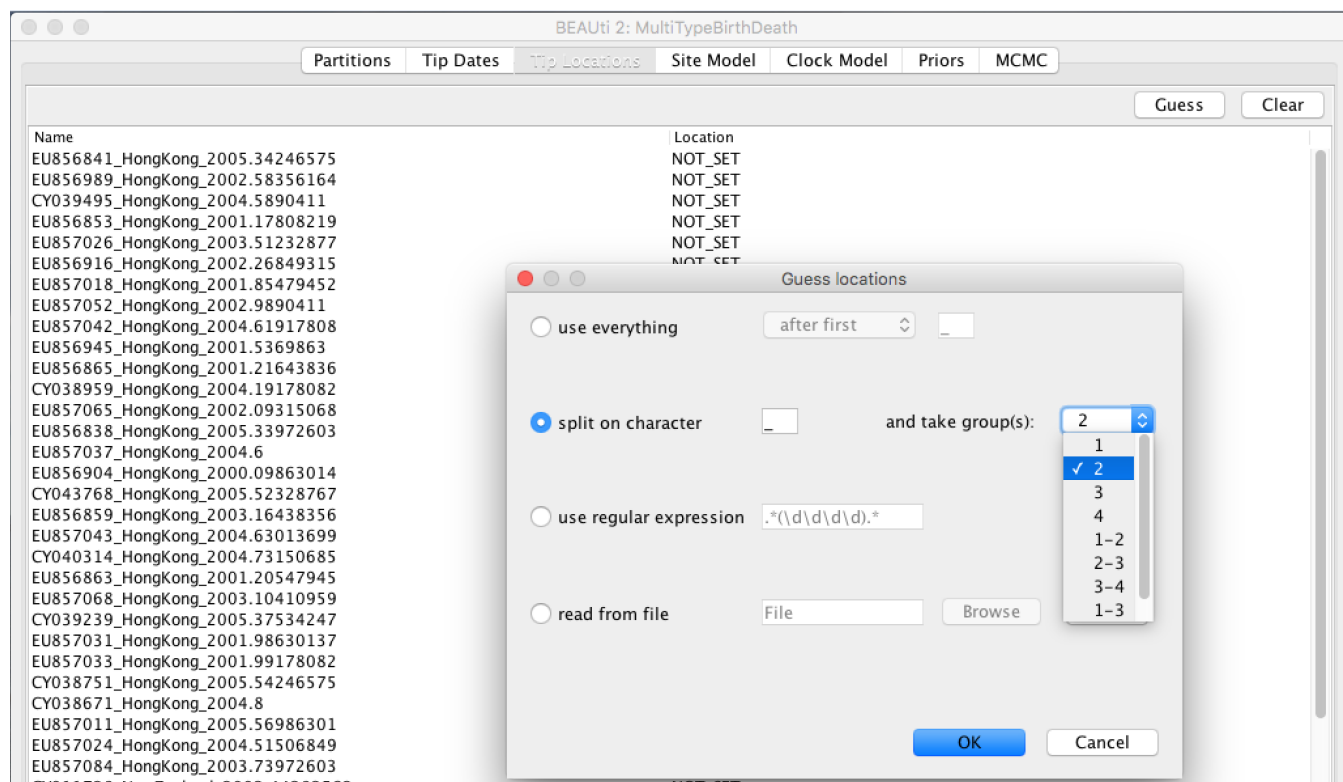 BEAUti 2: MultiTypeBirthDeath
Partitions Tip Dates Tip Locations Site Model Clock Model Priors MCMC
Guess Clear
Name Location
EU856841_HongKong_2005.34246575 NOT_SET
EU856989_HongKong_2002.58356164 NOT_SET
CY039495_HongKong_2004.5890411 NOT_SET
EU856853_HongKong_2001.17808219 NOT_SET
EU857026_HongKong_2003.51232877 NOT_SET
EU856916_HongKong_2002.26849315 NOT_SET
EU857018_HongKong_2001.85479452
EU857052_HongKong_2002.9890411
EU857042_HongKong_2004.61917808
EU856945_HongKong_2001.5369863
EU856865_HongKong_2001.21643836
CY038959_HongKong_2004.19178082
EU857065_HongKong_2002.09315068
EU856838_HongKong_2005.33972603
EU857037_HongKong_2004.6
EU856904_HongKong_2000.09863014
CY043768_HongKong_2005.52328767
EU856859_HongKong_2003.16438356
EU857043_HongKong_2004.63013699
CY040314_HongKong_2004.73150685
EU856863_HongKong_2001.20547945
EU857068_HongKong_2003.10410959
CY039239_HongKong_2005.37534247
EU857031_HongKong_2001.98630137
EU857033_HongKong_2001.99178082
CY038751_HongKong_2005.54246575
CY038671_HongKong_2004.8
EU857011_HongKong_2005.56986301
EU857024_HongKong_2004.51506849
EU857084_HongKong_2003.73972603
Guess locations
use everything after first _
split on character _ and take group(s): 2
1
✓ 2
3
4
1-2
2-3
3-4
1-3
use regular expression .*(\d\d\d\d).*
read from file File Browse
OK Cancel